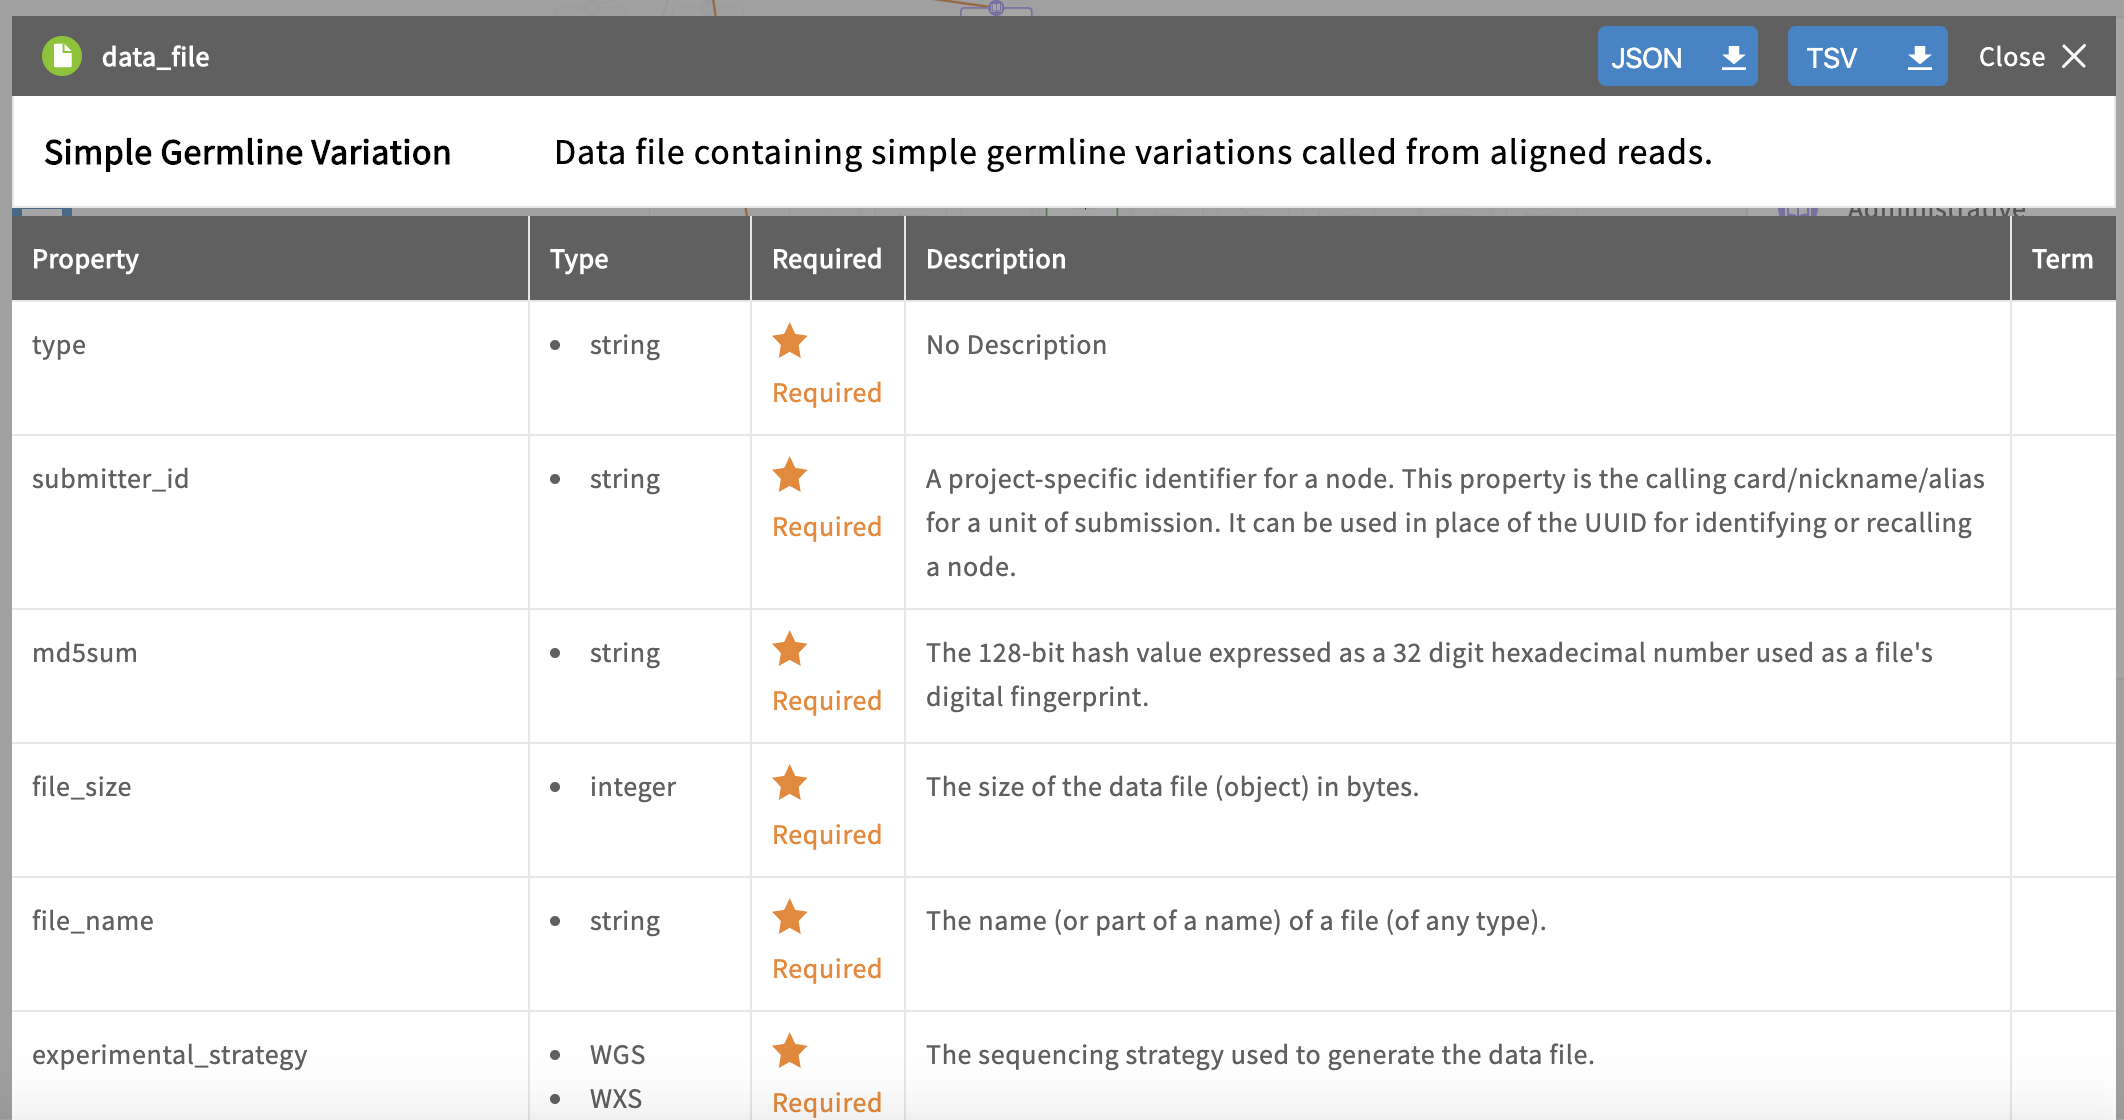 data_file
JSON
TSV
Close
Simple Germline Variation
Data file containing simple germline variations called from aligned reads.
Administrative
Property
Type
Required
Description
Term
type
string
Required
No Description
submitter_id
string
Required
A project-specific identifier for a node. This property is the calling card/nickname/alias
for a unit of submission. It can be used in place of the UUID for identifying or recalling
a node.
md5sum
string
Required
The 128-bit hash value expressed as a 32 digit hexadecimal number used as a file's
digital fingerprint.
file_size
integer
Required
The size of the data file (object) in bytes.
file_name
string
Required
The name (or part of a name) of a file (of any type).
experimental_strategy
WGS
WXS
Required
The sequencing strategy used to generate the data file.